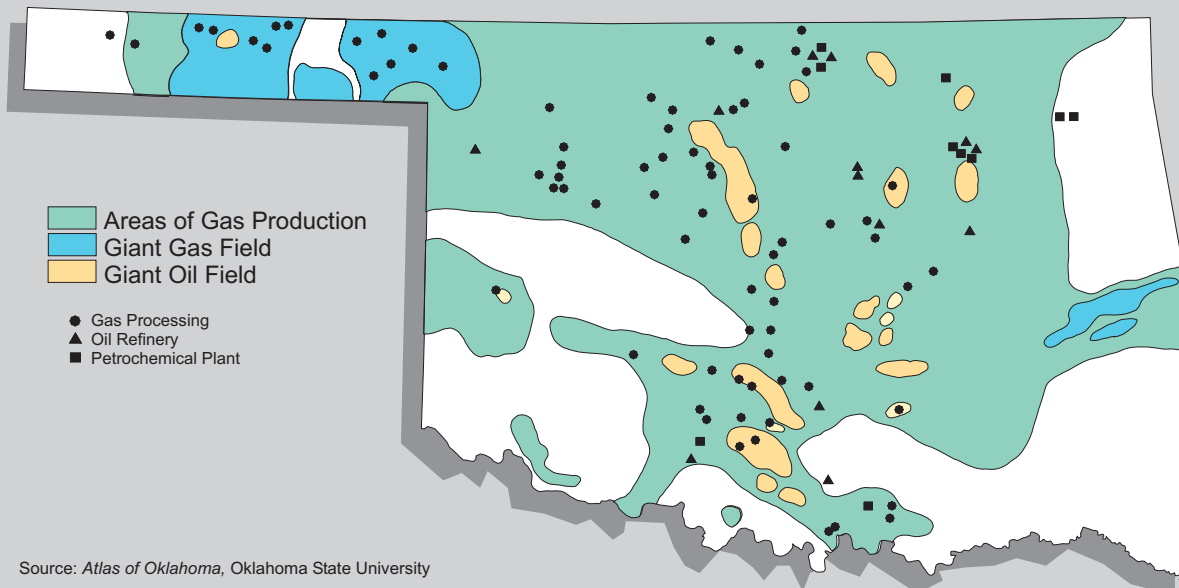 Areas of Gas Production
Giant Gas Field
Giant Oil Field
Gas Processing
Oil Refinery
Petrochemical Plant
Source: Atlas of Oklahoma, Oklahoma State University